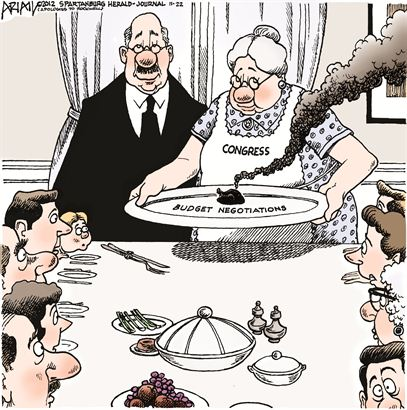 ARIAIL ©2012 SPARTANBURG HERALD-JOURNAL 11-22
(APOLOGIES TO ROCKWELL)
CONGRESS
BUDGET NEGOTIATIONS